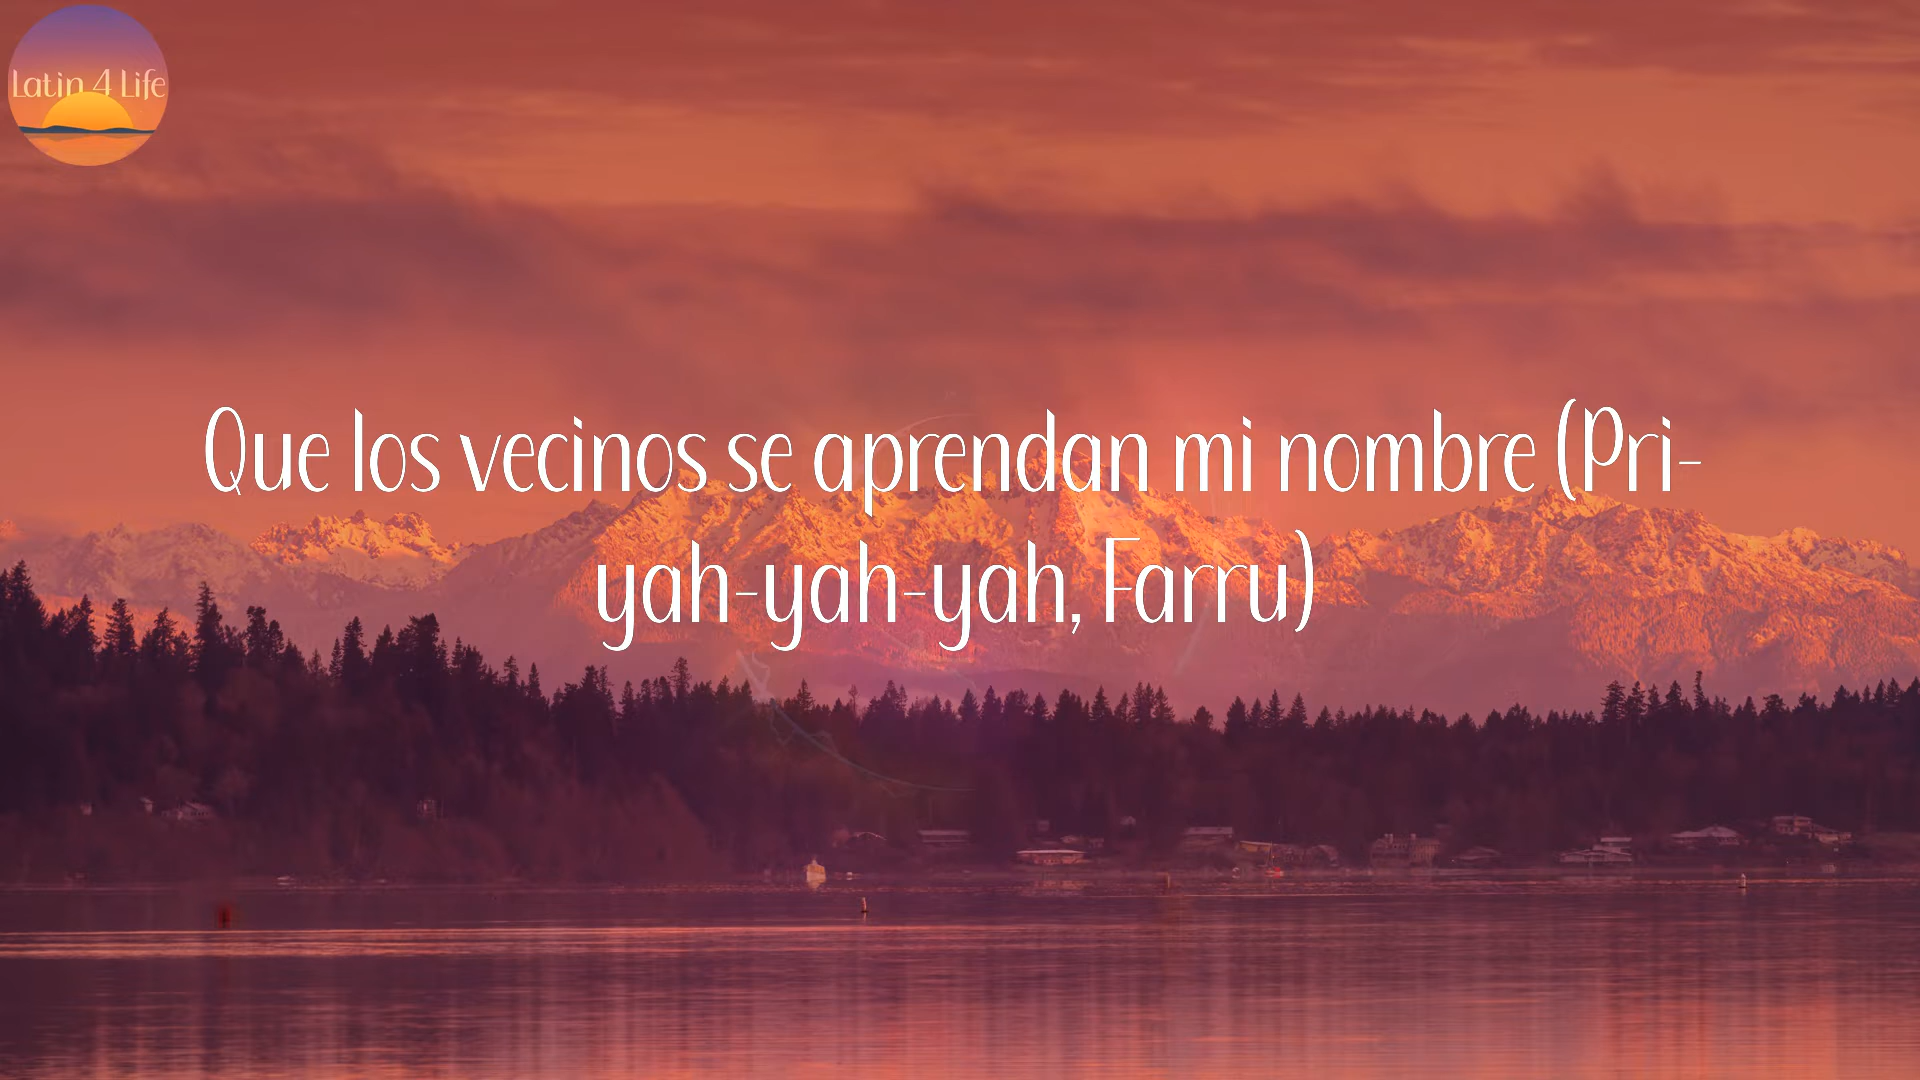 Latin 4 Life
Que los vecinos se aprendan mi nombre (Pri-
yah-yah-yah, Farru)